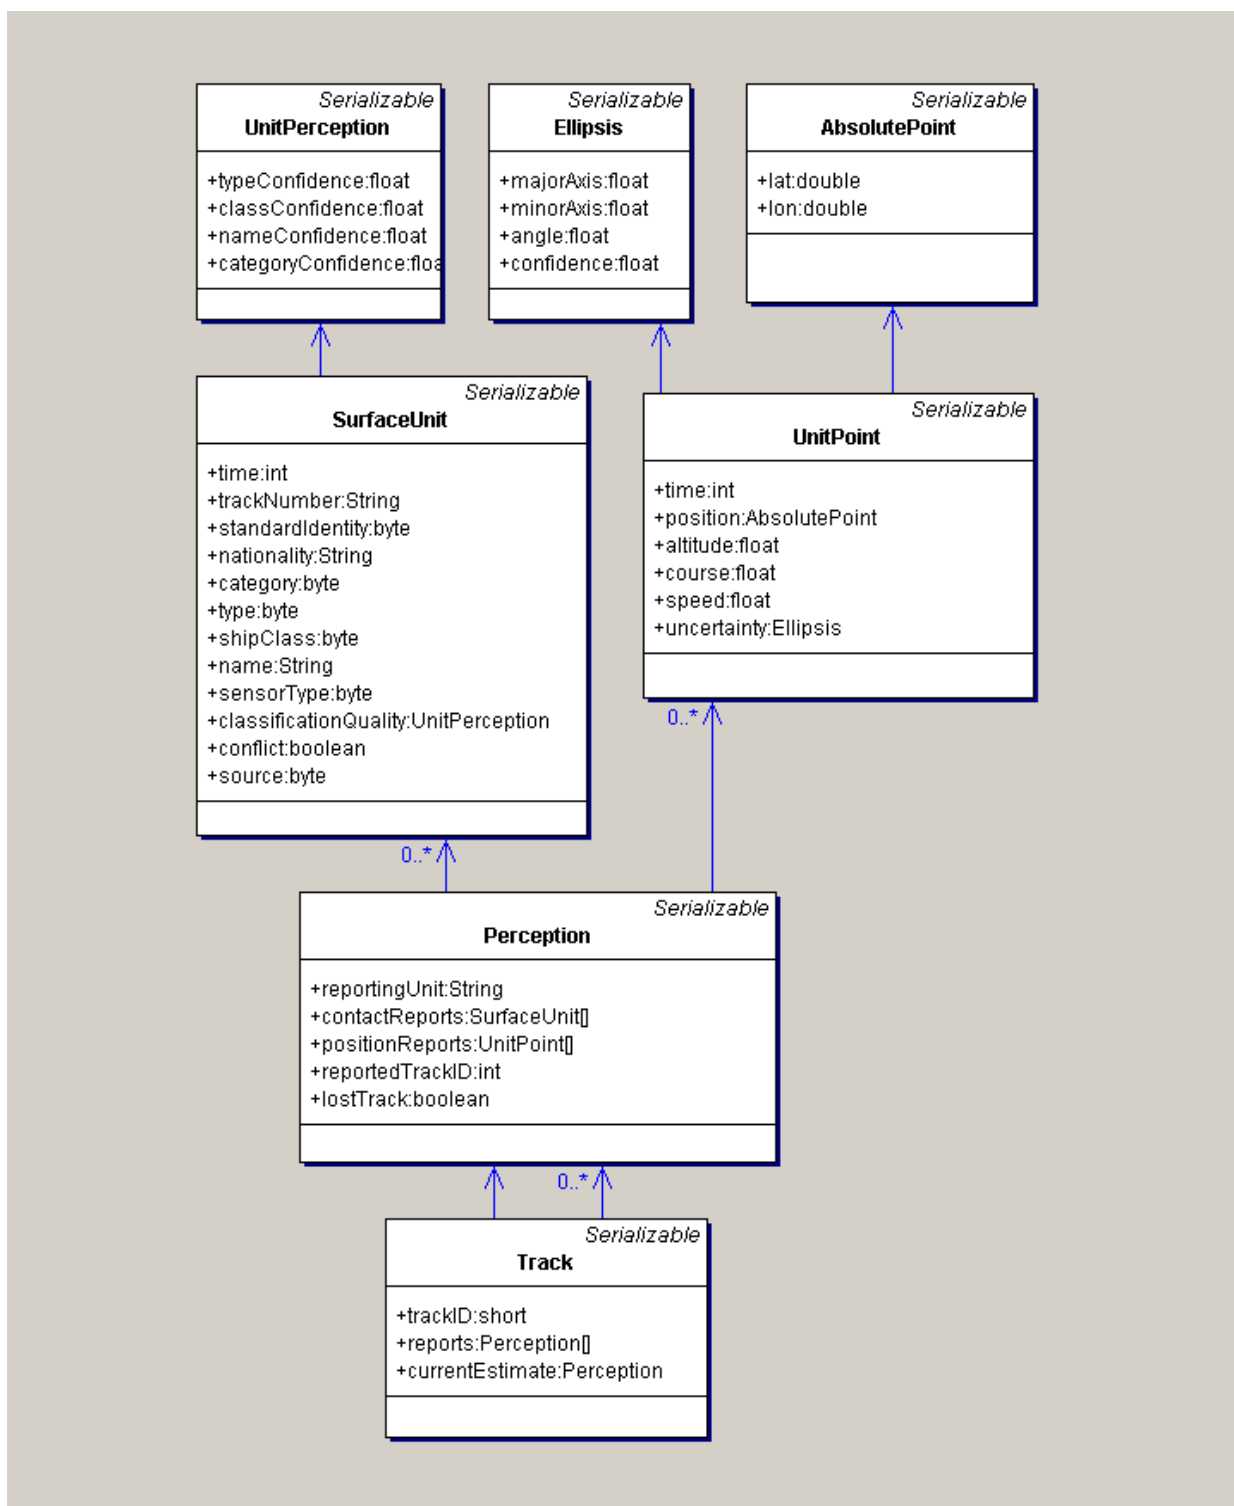 Serializable
UnitPerception
+typeConfidence:float
+classConfidence:float
+nameConfidence:float
+categoryConfidence:floa
Serializable
Ellipsis
+majorAxis:float
+minorAxis:float
+angle:float
+confidence:float
Serializable
AbsolutePoint
+lat:double
+lon:double
Serializable
SurfaceUnit
+time:int
+trackNumber:String
+standardIdentity:byte
+nationality:String
+category:byte
+type:byte
+shipClass:byte
+name:String
+sensorType:byte
+classificationQuality:UnitPerception
+conflict:boolean
+source:byte
Serializable
UnitPoint
+time:int
+position:AbsolutePoint
+altitude:float
+course:float
+speed:float
+uncertainty:Ellipsis
0..*
0..*
Serializable
Perception
+reportingUnit:String
+contactReports:SurfaceUnit[]
+positionReports:UnitPoint[]
+reportedTrackID:int
+lostTrack:boolean
0..*
Serializable
Track
+trackID:short
+reports:Perception[]
+currentEstimate:Perception